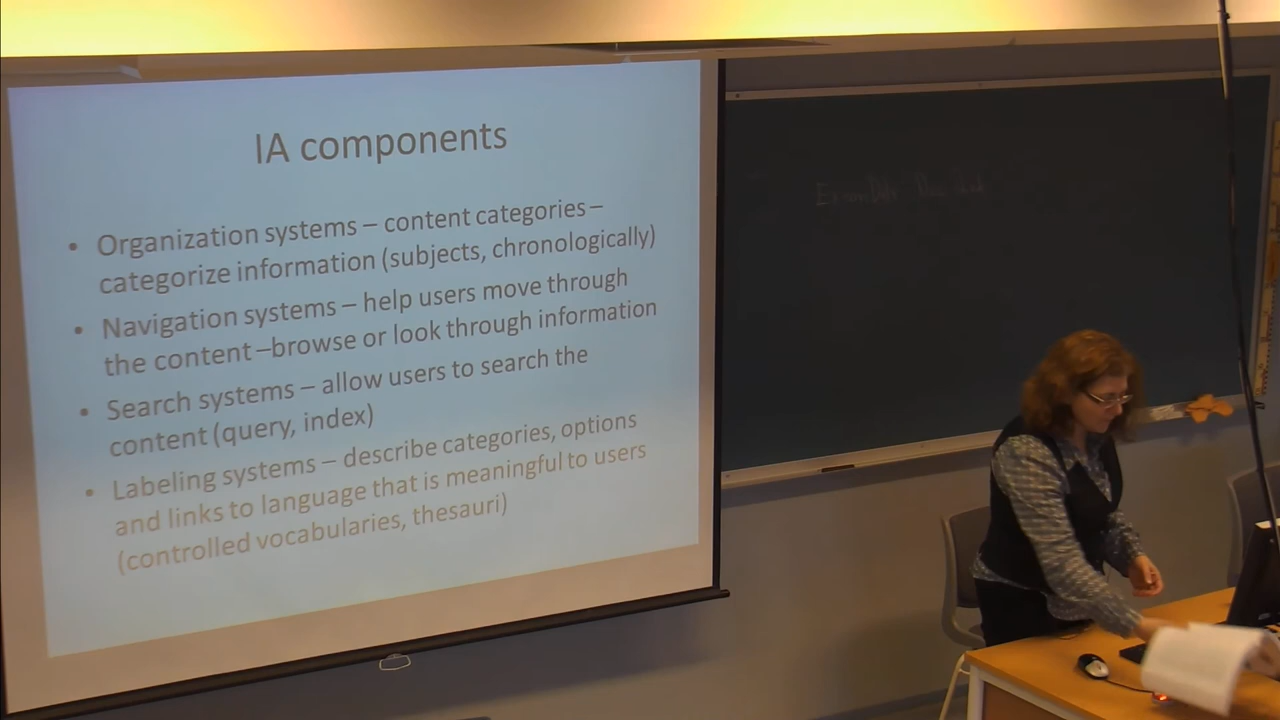 IA components
• Organization systems – content categories –
categorize information (subjects, chronologically)
• Navigation systems – help users move through
the content –browse or look through information
• Search systems – allow users to search the
content (query, index)
• Labeling systems – describe categories, options
and links to language that is meaningful to users
(controlled vocabularies, thesauri)